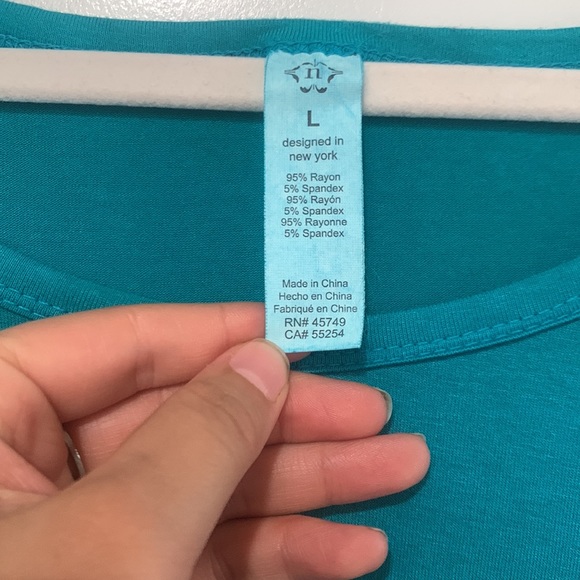 n
L
designed in
new york
95% Rayon
5% Spandex
95% Rayón
5% Spandex
95% Rayonne
5% Spandex
Made in China
Hecho en China
Fabriqué en Chine
RN# 45749
CA# 55254